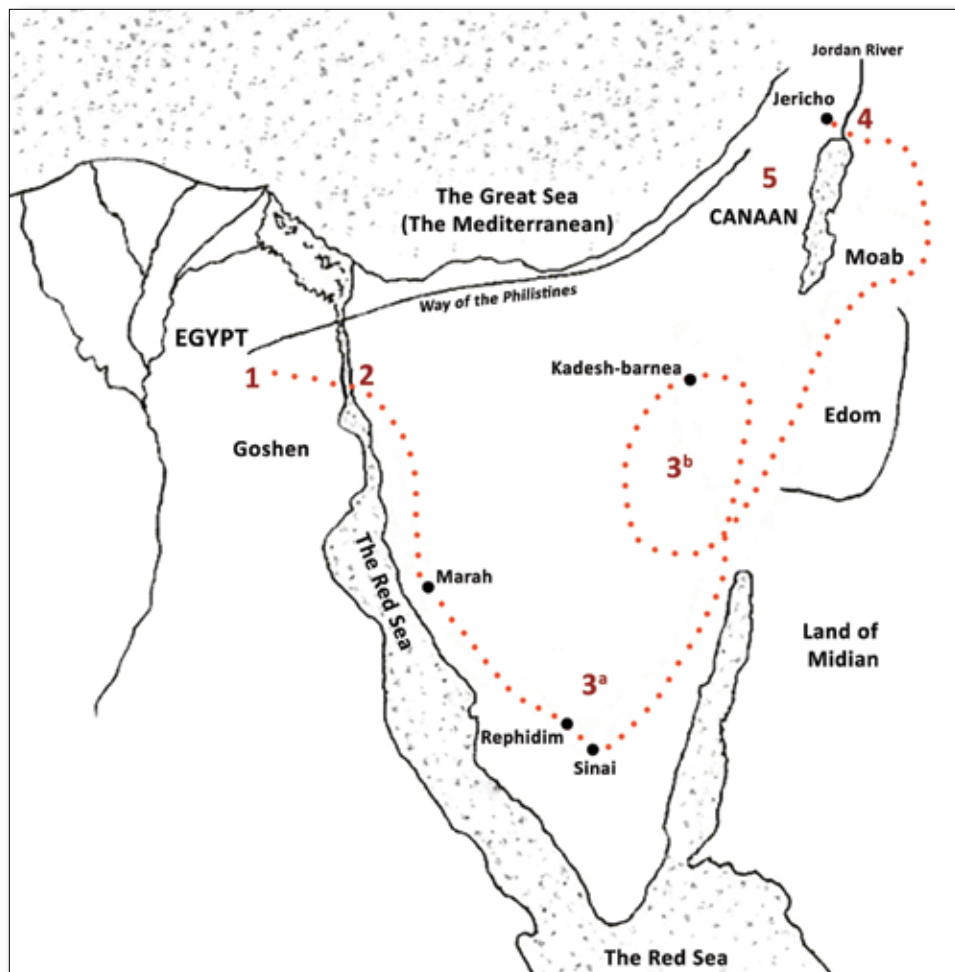 Jordan River
Jericho
4
5
The Great Sea
(The Mediterranean)
CANAAN
Moab
Way of the Philistines
EGYPT
1
2
Kadesh-barnea
Edom
Goshen
3b
The Red Sea
Marah
Land of
Midian
3a
Rephidim
Sinai
The Red Sea